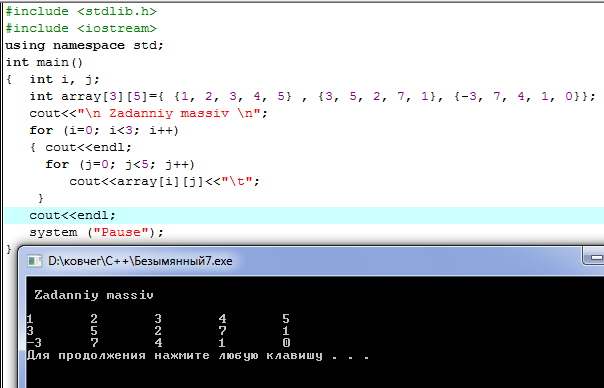 #include <stdlib.h>
#include <iostream>
using namespace std;
int main()
{  int i, j;
   int array[3][5]={ {1, 2, 3, 4, 5} , {3, 5, 2, 7, 1}, {-3, 7, 4, 1, 0}};
   cout<<"\n Zadanniy massiv \n";
   for (i=0; i<3; i++)
   { cout<<endl;
     for (j=0; j<5; j++)
        cout<<array[i][j]<<"\t";
    }
   cout<<endl;
   system ("Pause");
}
D:\ковчег\C++\Безымянный7.exe
 Zadanniy massiv
1       2       3       4       5
3       5       2       7       1
-3      7       4       1       0
Для продолжения нажмите любую клавишу . . .